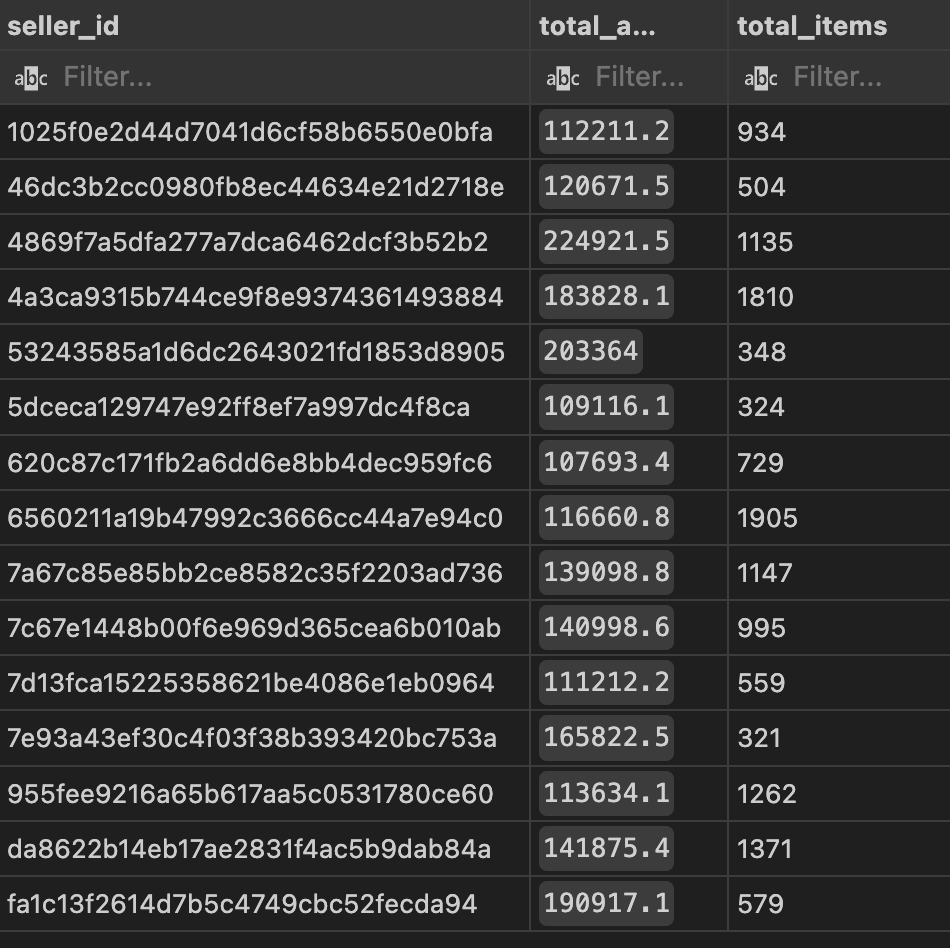 seller_id total_a... total_items
abc Filter... abc Filter... abc Filter...
1025f0e2d44d7041d6cf58b6550e0bfa 112211.2 934
46dc3b2cc0980fb8ec44634e21d2718e 120671.5 504
4869f7a5dfa277a7dca6462dcf3b52b2 224921.5 1135
4a3ca9315b744ce9f8e9374361493884 183828.1 1810
53243585a1d6dc2643021fd1853d8905 203364 348
5dceca129747e92ff8ef7a997dc4f8ca 109116.1 324
620c87c171fb2a6dd6e8bb4dec959fc6 107693.4 729
6560211a19b47992c3666cc44a7e94c0 116660.8 1905
7a67c85e85bb2ce8582c35f2203ad736 139098.8 1147
7c67e1448b00f6e969d365cea6b010ab 140998.6 995
7d13fca15225358621be4086e1eb0964 111212.2 559
7e93a43ef30c4f03f38b393420bc753a 165822.5 321
955fee9216a65b617aa5c0531780ce60 113634.1 1262
da8622b14eb17ae2831f4ac5b9dab84a 141875.4 1371
fa1c13f2614d7b5c4749cbc52fecda94 190917.1 579